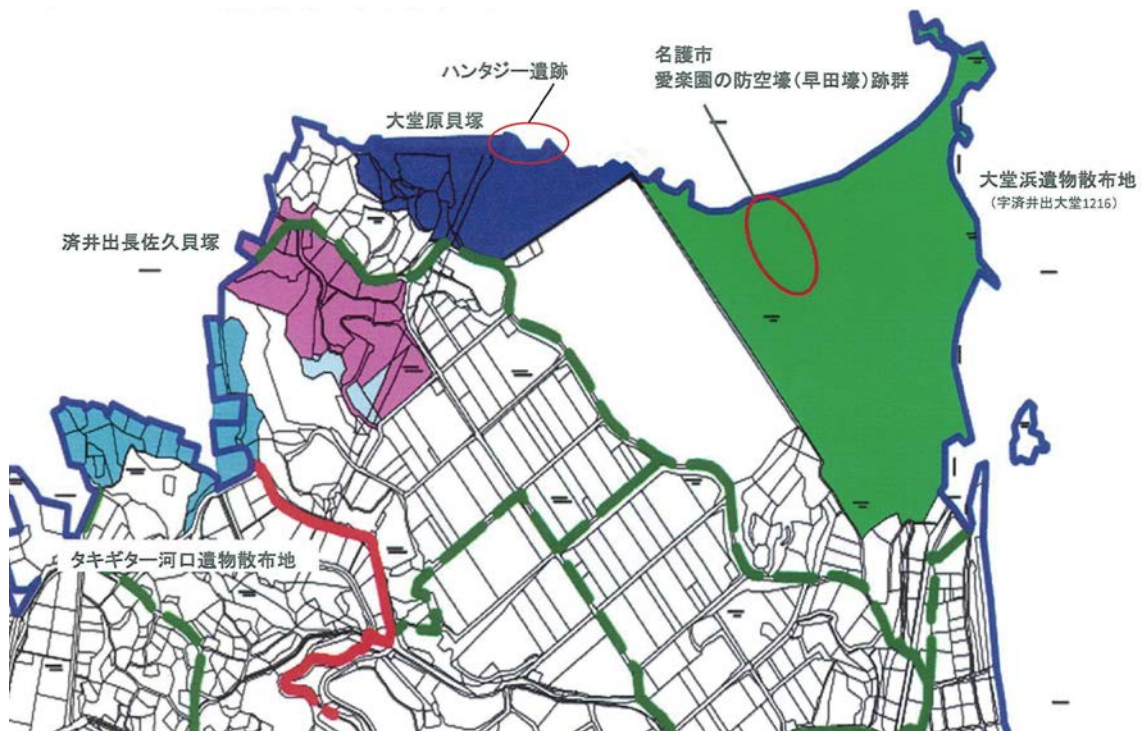 ハンタジー遺跡
名護市
愛楽園の防空壕(早田壕)跡群
大堂原貝塚
大堂浜遺物散布地
(字済井出大堂1216)
済井出長佐久貝塚
タキギター河口遺物散布地